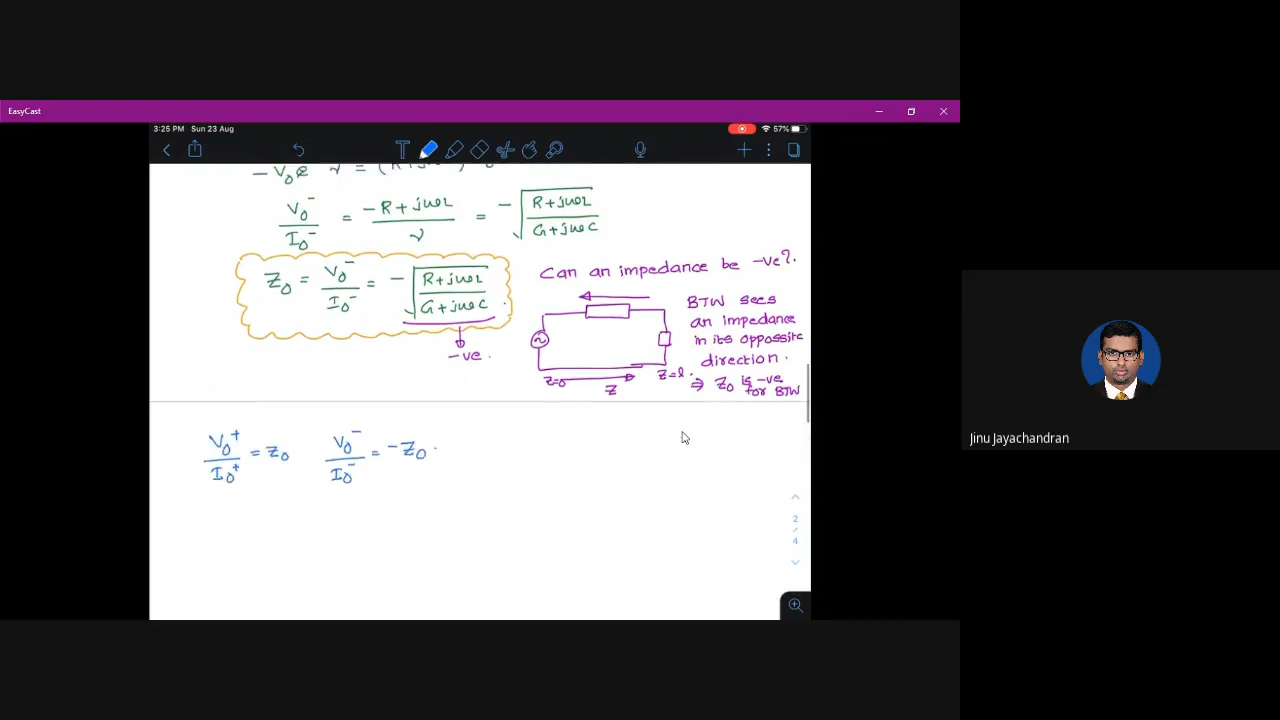 EasyCast
3:25 PM Sun 23 Aug
57%
V₀⁻ / I₀⁻ = -R+jωL / γ = -√(R+jωL / G+jωC)
Z₀ = V₀⁻ / I₀⁻ = -√(R+jωL / G+jωC).
-ve.
Can an impedance be -ve?.
BTW sees
an impedance
in its opposite
direction.
⇒ Z₀ is -ve
for BTW
z=0
z
z=l.
V₀⁺ / I₀⁺ = Z₀
V₀⁻ / I₀⁻ = -Z₀.
2
/
4
Jinu Jayachandran